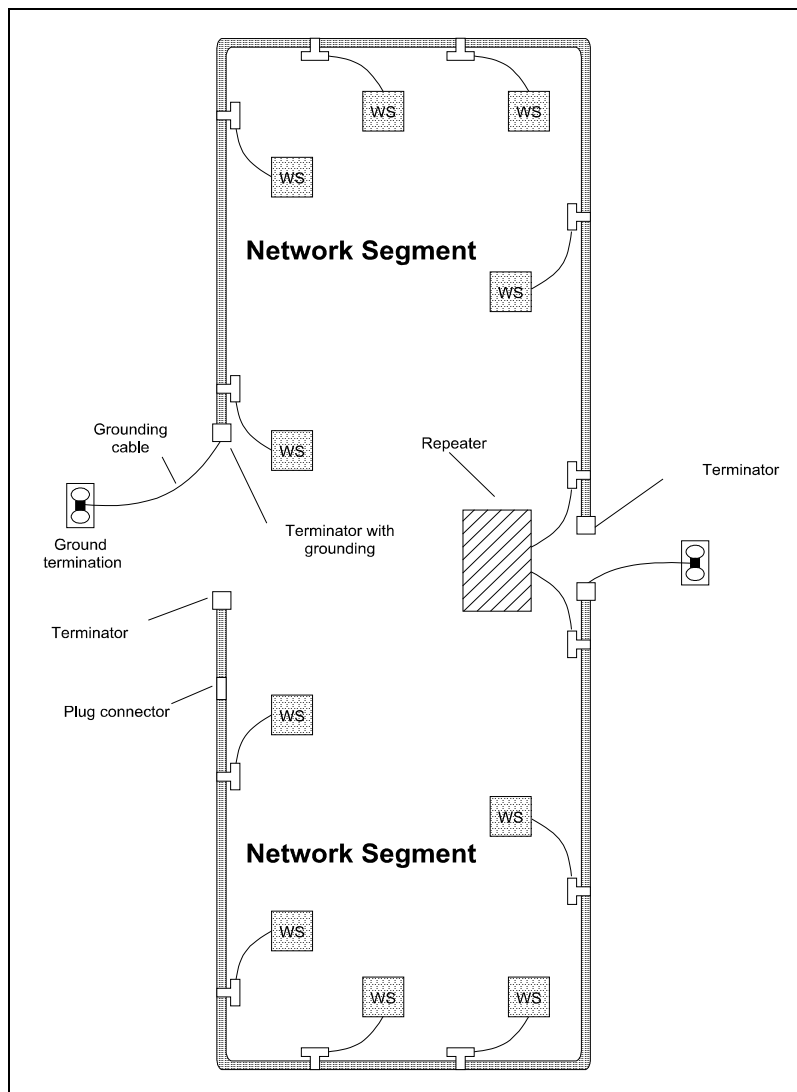 WS
WS
WS
Network Segment
WS
Grounding
cable
WS
Repeater
Terminator
Terminator with
grounding
Ground
termination
Terminator
Plug connector
WS
WS
Network Segment
WS
WS
WS